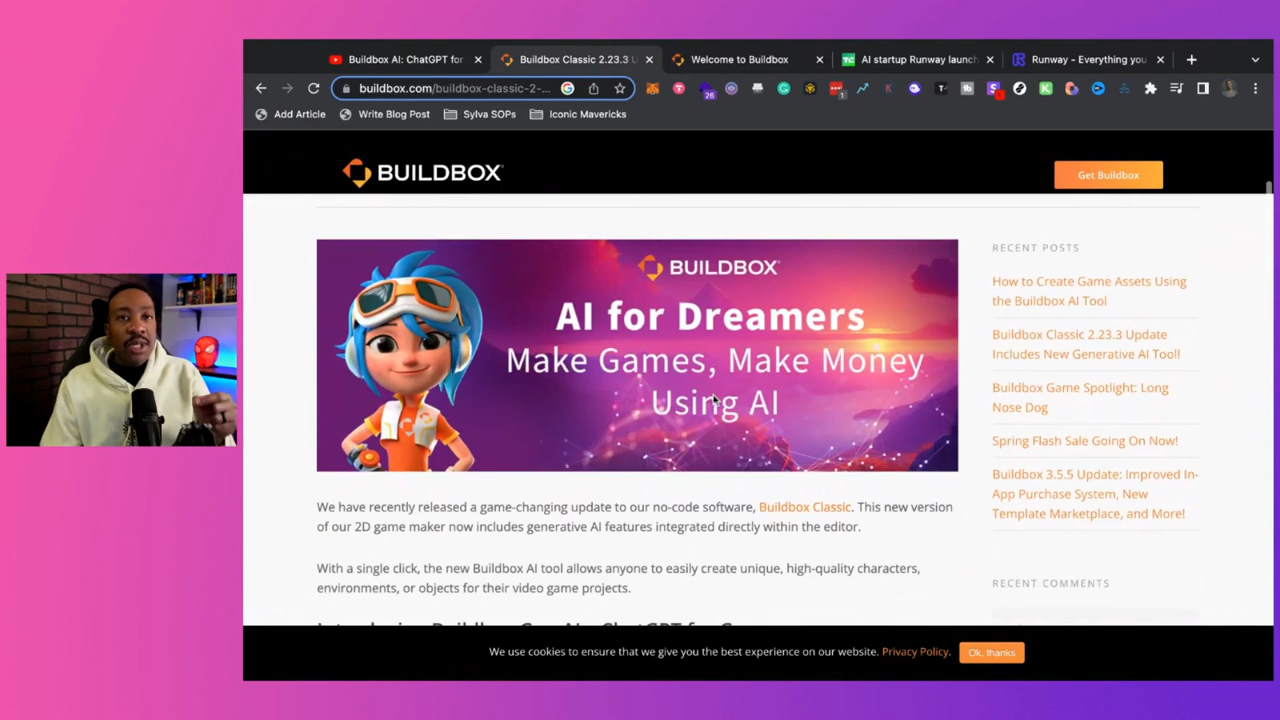 Buildbox AI: ChatGPT for
Buildbox Classic 2.23.3 U
Welcome to Buildbox
AI startup Runway launch
Runway - Everything you
buildbox.com/buildbox-classic-2-...
26
1
Add Article
Write Blog Post
Sylva SOPs
Iconic Mavericks
BUILDBOX
Get Buildbox
BUILDBOX
AI for Dreamers
Make Games, Make Money
Using AI
We have recently released a game-changing update to our no-code software, Buildbox Classic. This new version
of our 2D game maker now includes generative AI features integrated directly within the editor.
With a single click, the new Buildbox AI tool allows anyone to easily create unique, high-quality characters,
environments, or objects for their video game projects.
RECENT POSTS
How to Create Game Assets Using
the Buildbox AI Tool
Buildbox Classic 2.23.3 Update
Includes New Generative AI Tool!
Buildbox Game Spotlight: Long
Nose Dog
Spring Flash Sale Going On Now!
Buildbox 3.5.5 Update: Improved In-
App Purchase System, New
Template Marketplace, and More!
RECENT COMMENTS
We use cookies to ensure that we give you the best experience on our website. Privacy Policy.
Ok, thanks